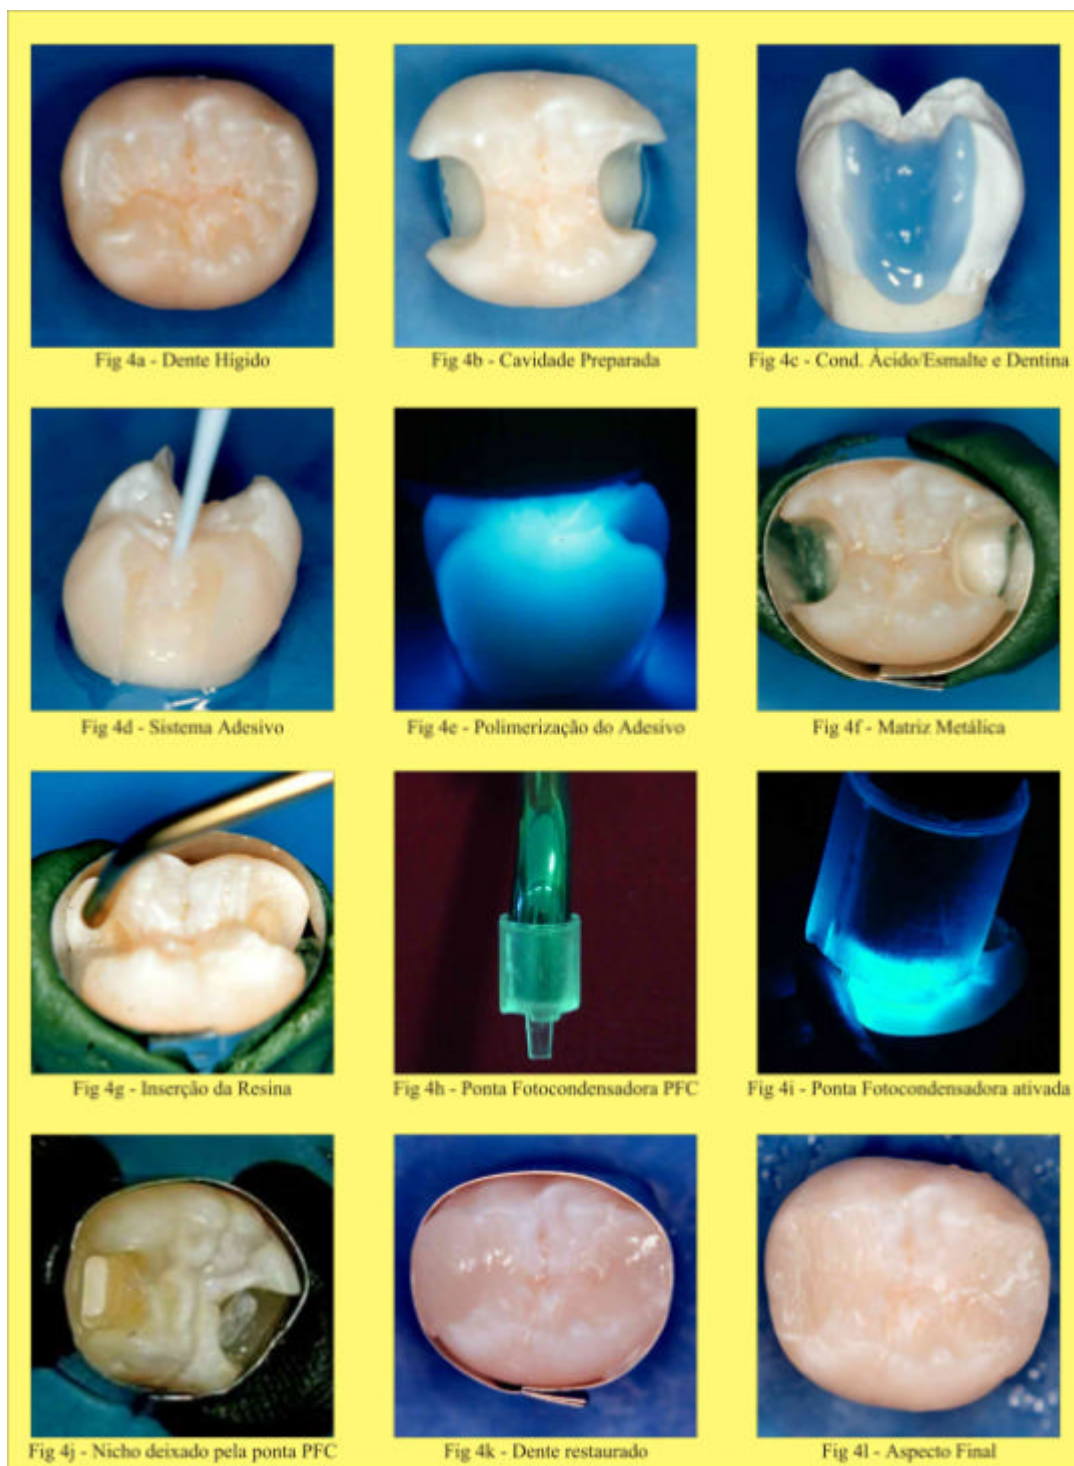 Fig 4a - Dente Hígido
Fig 4b - Cavidade Preparada
Fig 4c - Cond. Ácido/Esmalte e Dentina
Fig 4d - Sistema Adesivo
Fig 4e - Polimerização do Adesivo
Fig 4f - Matriz Metálica
Fig 4g - Inserção da Resina
Fig 4h - Ponta Fotocondensadora PFC
Fig 4i - Ponta Fotocondensadora ativada
Fig 4j - Nicho deixado pela ponta PFC
Fig 4k - Dente restaurado
Fig 4l - Aspecto Final